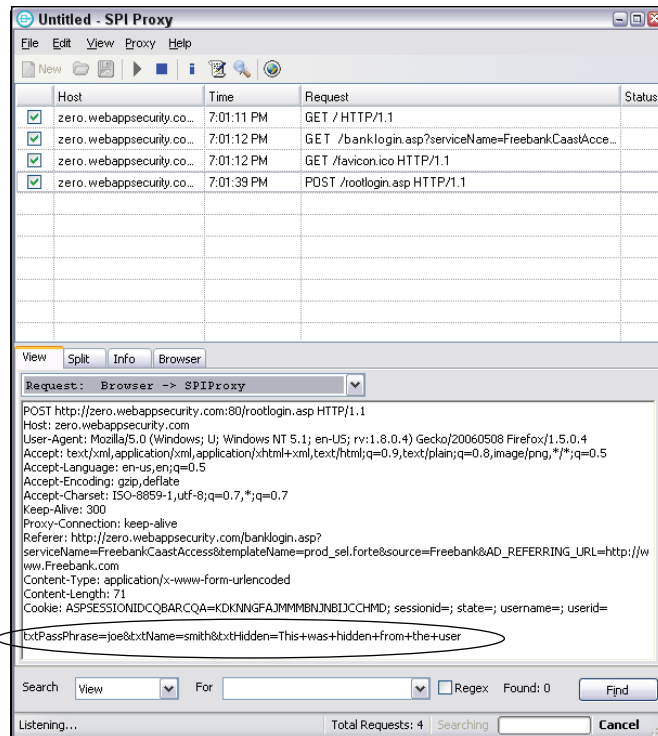 Untitled - SPI Proxy
File Edit View Proxy Help
New
Host Time Request Status
zero.webappsecurity.co... 7:01:11 PM GET / HTTP/1.1
zero.webappsecurity.co... 7:01:12 PM GET /banklogin.asp?serviceName=FreebankCaastAcce...
zero.webappsecurity.co... 7:01:12 PM GET /favicon.ico HTTP/1.1
zero.webappsecurity.co... 7:01:39 PM POST /rootlogin.asp HTTP/1.1
View Split Info Browser
Request: Browser -> SPIProxy
POST http://zero.webappsecurity.com:80/rootlogin.asp HTTP/1.1
Host: zero.webappsecurity.com
User-Agent: Mozilla/5.0 (Windows; U; Windows NT 5.1; en-US; rv:1.8.0.4) Gecko/20060508 Firefox/1.5.0.4
Accept: text/xml,application/xml,application/xhtml+xml,text/html;q=0.9,text/plain;q=0.8,image/png,*/*;q=0.5
Accept-Language: en-us,en;q=0.5
Accept-Encoding: gzip,deflate
Accept-Charset: ISO-8859-1,utf-8;q=0.7,*;q=0.7
Keep-Alive: 300
Proxy-Connection: keep-alive
Referer: http://zero.webappsecurity.com/banklogin.asp?
serviceName=FreebankCaastAccess&templateName=prod_sel.forte&source=Freebank&AD_REFERRING_URL=http://w
ww.Freebank.com
Content-Type: application/x-www-form-urlencoded
Content-Length: 71
Cookie: ASPSESSIONIDCQBARCQA=KDKNNGFAJMMMBNJNBIJCCHMD; sessionid=; state=; username=; userid=
txtPassPhrase=joe&txtName=smith&txtHidden=This+was+hidden+from+the+user
Search View For Regex Found: 0 Find
Listening... Total Requests: 4 Searching Cancel